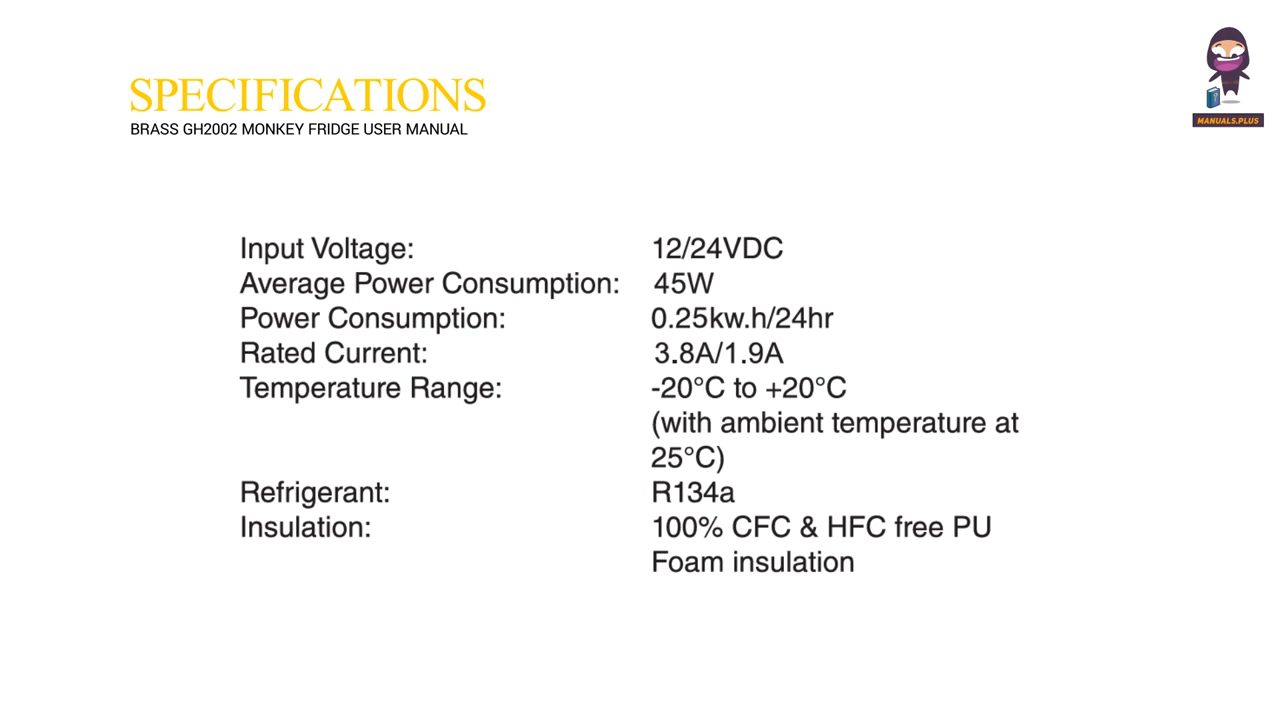 SPECIFICATIONS
BRASS GH2002 MONKEY FRIDGE USER MANUAL
MANUALS.PLUS
Input Voltage: 12/24VDC
Average Power Consumption: 45W
Power Consumption: 0.25kw.h/24hr
Rated Current: 3.8A/1.9A
Temperature Range: -20°C to +20°C
(with ambient temperature at
25°C)
Refrigerant: R134a
Insulation: 100% CFC & HFC free PU
Foam insulation